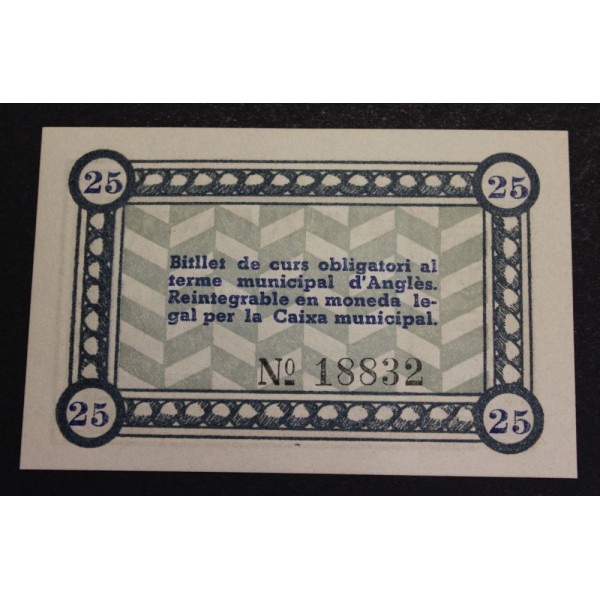 25 25
Bitllet de curs obligatori al
terme municipal d'Anglès.
Reintegrable en moneda le-
gal per la Caixa municipal.
Nº 18832
25 25